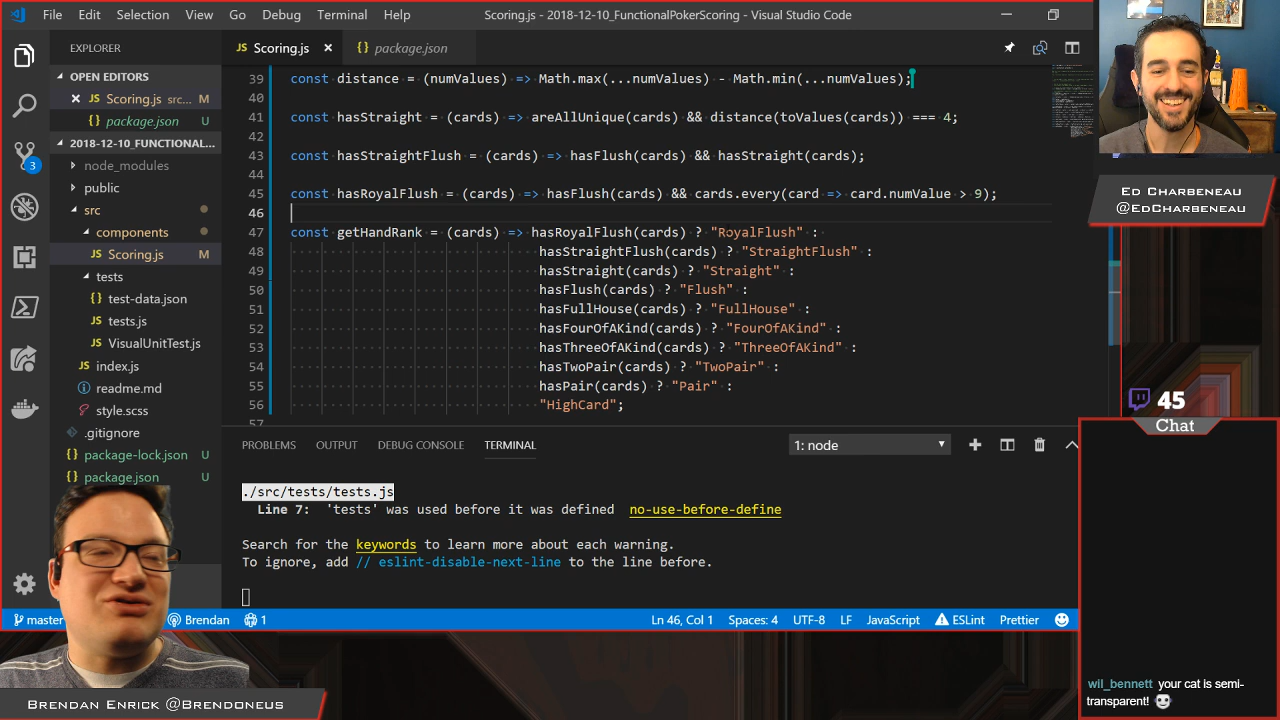 File Edit Selection View Go Debug Terminal Help
Scoring.js - 2018-12-10_FunctionalPokerScoring - Visual Studio Code
EXPLORER
OPEN EDITORS
JS Scoring.js src... M
{} package.json U
2018-12-10_FUNCTIONAL...
node_modules
public
src
components
JS Scoring.js M
tests
{} test-data.json
JS tests.js
JS VisualUnitTest.js
JS index.js
readme.md
style.scss
.gitignore
{} package-lock.json U
{} package.json U
3
JS Scoring.js
{} package.json
39 const distance = (numValues) => Math.max(...numValues) - Math.min(...numValues);
40
41 const hasStraight = (cards) => areAllUnique(cards) && distance(toValues(cards)) === 4;
42
43 const hasStraightFlush = (cards) => hasFlush(cards) && hasStraight(cards);
44
45 const hasRoyalFlush = (cards) => hasFlush(cards) && cards.every(card => card.numValue > 9);
46
47 const getHandRank = (cards) => hasRoyalFlush(cards) ? "RoyalFlush" :
48 hasStraightFlush(cards) ? "StraightFlush" :
49 hasStraight(cards) ? "Straight" :
50 hasFlush(cards) ? "Flush" :
51 hasFullHouse(cards) ? "FullHouse" :
52 hasFourOfAKind(cards) ? "FourOfAKind" :
53 hasThreeOfAKind(cards) ? "ThreeOfAKind" :
54 hasTwoPair(cards) ? "TwoPair" :
55 hasPair(cards) ? "Pair" :
56 "HighCard";
57
PROBLEMS OUTPUT DEBUG CONSOLE TERMINAL
1: node
./src/tests/tests.js
Line 7: 'tests' was used before it was defined no-use-before-define
Search for the keywords to learn more about each warning.
To ignore, add // eslint-disable-next-line to the line before.
master
Brendan
1
Ln 46, Col 1 Spaces: 4 UTF-8 LF JavaScript ESLint Prettier
Ed Charbeneau
@EdCharbeneau
45
Chat
wil_bennett your cat is semi-
transparent!
Brendan Enrick @Brendoneus